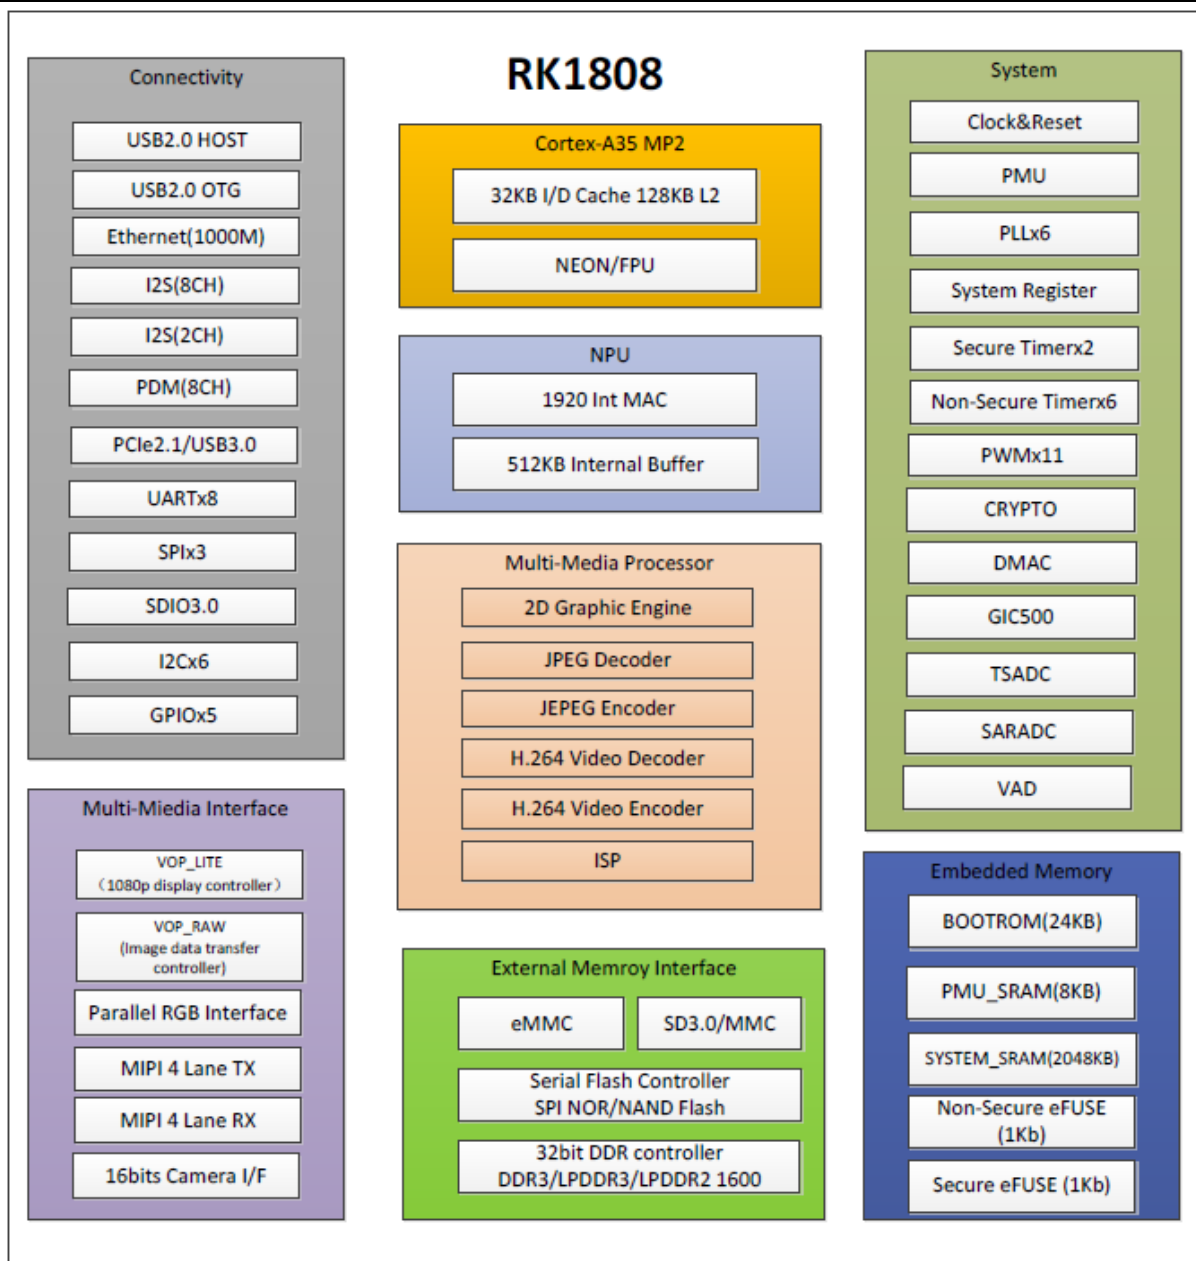 RK1808
Connectivity
USB2.0 HOST
USB2.0 OTG
Ethernet(1000M)
I2S(8CH)
I2S(2CH)
PDM(8CH)
PCIe2.1/USB3.0
UARTx8
SPIx3
SDIO3.0
I2Cx6
GPIOx5
Multi-Miedia Interface
VOP_LITE
（1080p display controller）
VOP_RAW
(Image data transfer
controller)
Parallel RGB Interface
MIPI 4 Lane TX
MIPI 4 Lane RX
16bits Camera I/F
Cortex-A35 MP2
32KB I/D Cache 128KB L2
NEON/FPU
NPU
1920 Int MAC
512KB Internal Buffer
Multi-Media Processor
2D Graphic Engine
JPEG Decoder
JEPEG Encoder
H.264 Video Decoder
H.264 Video Encoder
ISP
External Memroy Interface
eMMC
SD3.0/MMC
Serial Flash Controller
SPI NOR/NAND Flash
32bit DDR controller
DDR3/LPDDR3/LPDDR2 1600
System
Clock&Reset
PMU
PLLx6
System Register
Secure Timerx2
Non-Secure Timerx6
PWMx11
CRYPTO
DMAC
GIC500
TSADC
SARADC
VAD
Embedded Memory
BOOTROM(24KB)
PMU_SRAM(8KB)
SYSTEM_SRAM(2048KB)
Non-Secure eFUSE
(1Kb)
Secure eFUSE (1Kb)